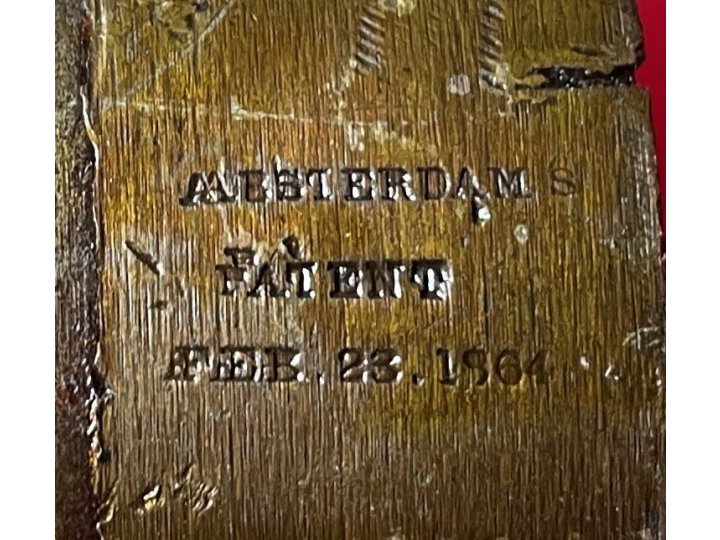 AMSTERDAM S
PATENT
FEB. 23. 1864